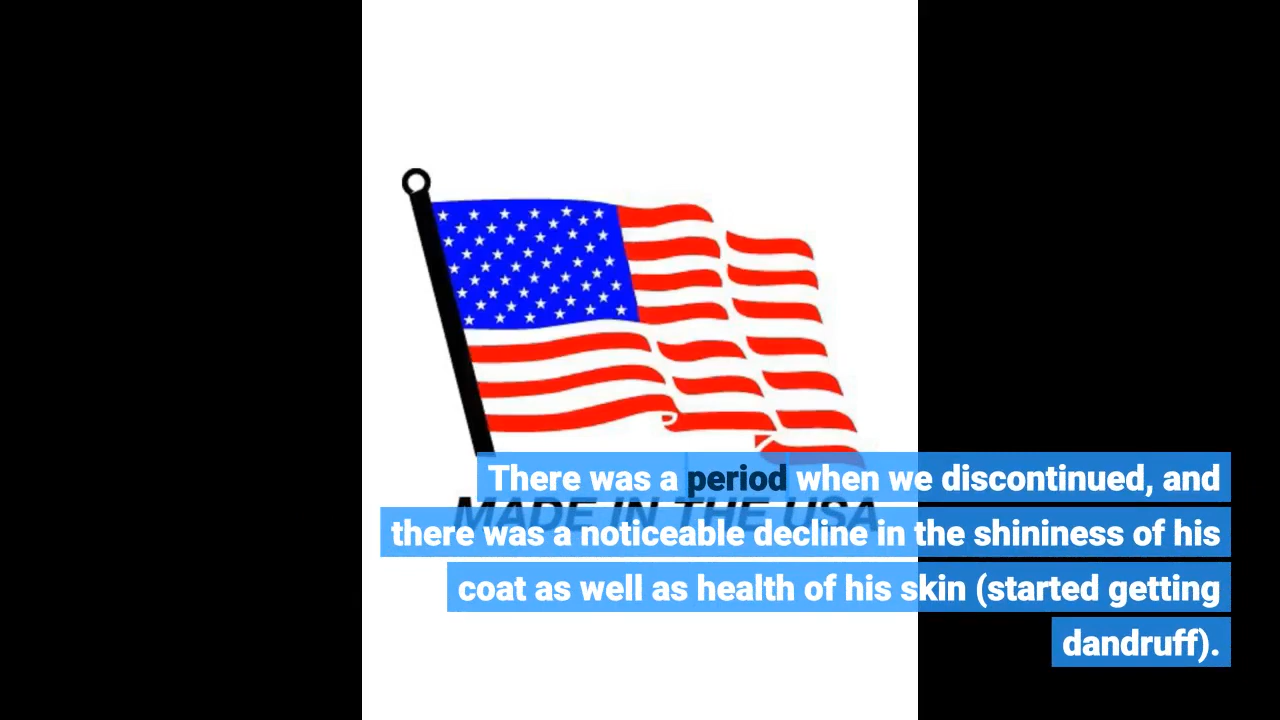 There was a period when we discontinued, and
MADE IN THE USA
there was a noticeable decline in the shininess of his
coat as well as health of his skin (started getting
dandruff).